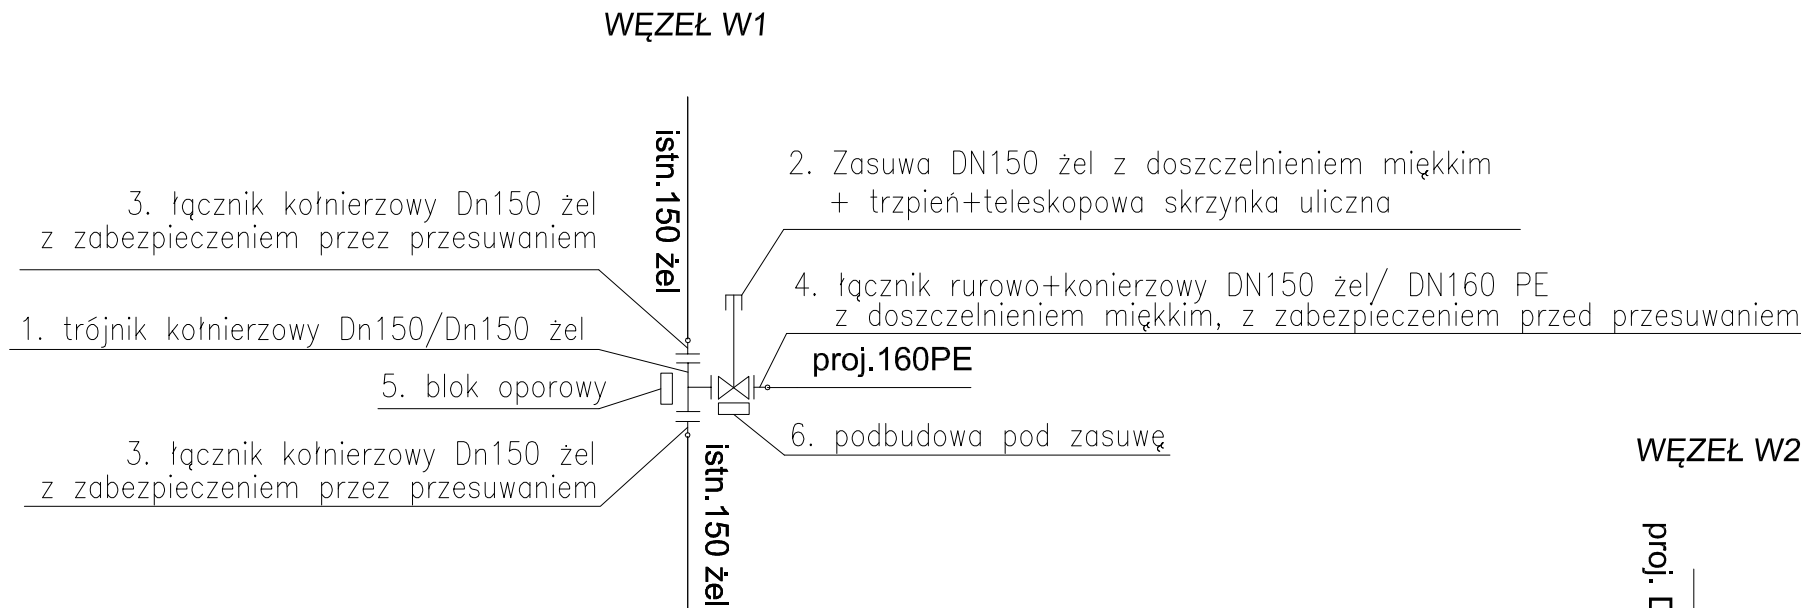 WĘZEŁ W1
istn.150 żel
3. łącznik kołnierzowy Dn150 żel
z zabezpieczeniem przez przesuwaniem
1. trójnik kołnierzowy Dn150/Dn150 żel
5. blok oporowy
3. łącznik kołnierzowy Dn150 żel
z zabezpieczeniem przez przesuwaniem
2. Zasuwa DN150 żel z doszczelnieniem miękkim
+ trzpień+teleskopowa skrzynka uliczna
4. łącznik rurowo+konierzowy DN150 żel/ DN160 PE
z doszczelnieniem miękkim, z zabezpieczeniem przed przesuwaniem
proj.160PE
6. podbudowa pod zasuwę
istn.150 żel
WĘZEŁ W2
proj.